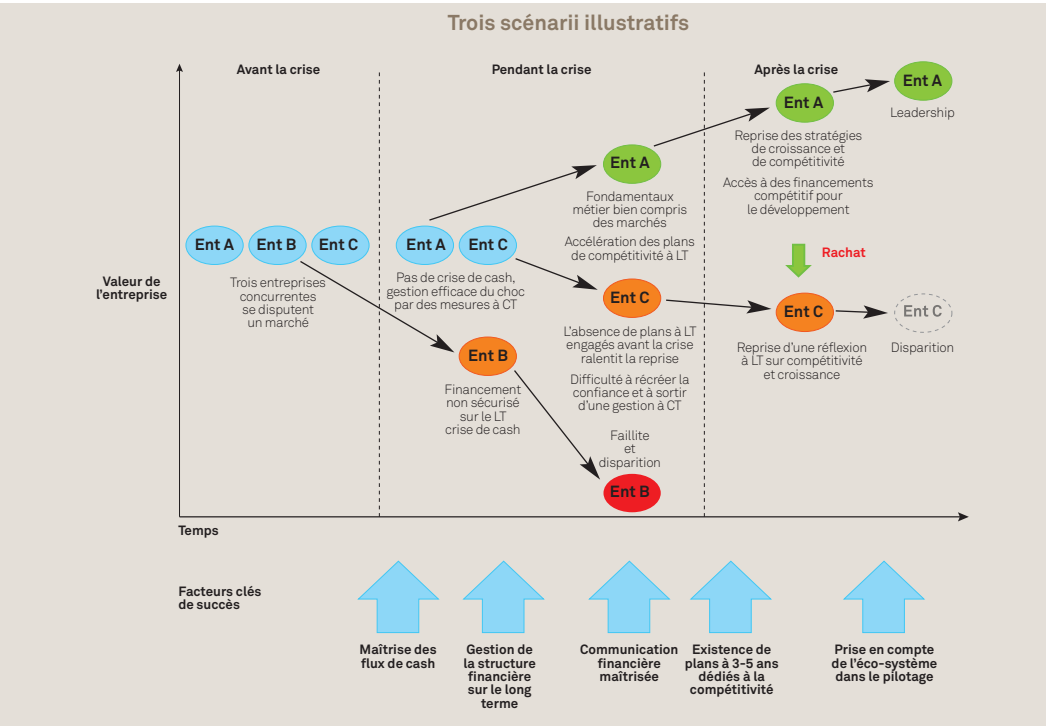 Trois scénarii illustratifs
Avant la crise
Pendant la crise
Après la crise
Valeur de
l'entreprise
Ent A
Ent B
Ent C
Trois entreprises
concurrentes
se disputent
un marché
Ent A
Ent C
Pas de crise de cash,
gestion efficace du choc
par des mesures à CT
Ent B
Financement
non sécurisé
sur le LT
crise de cash
Ent A
Fondamentaux
métier bien compris
des marchés
Accélération des plans
de compétitivité à LT
Ent C
L'absence de plans à LT
engagés avant la crise
ralentit la reprise
Difficulté à récréer la
confiance et à sortir
d'une gestion à CT
Faillite
et
disparition
Ent B
Ent A
Reprise des stratégies
de croissance et
de compétitivité
Accès à des financements
compétitif pour
le développement
Rachat
Ent C
Reprise d'une réflexion
à LT sur compétitivité
et croissance
Ent A
Leadership
Ent C
Disparition
Temps
Facteurs clés
de succès
Maîtrise des
flux de cash
Gestion de
la structure
financière
sur le long
terme
Communication
financière
maîtrisée
Existence de
plans à 3-5 ans
dédiés à la
compétitivité
Prise en compte
de l'éco-système
dans le pilotage